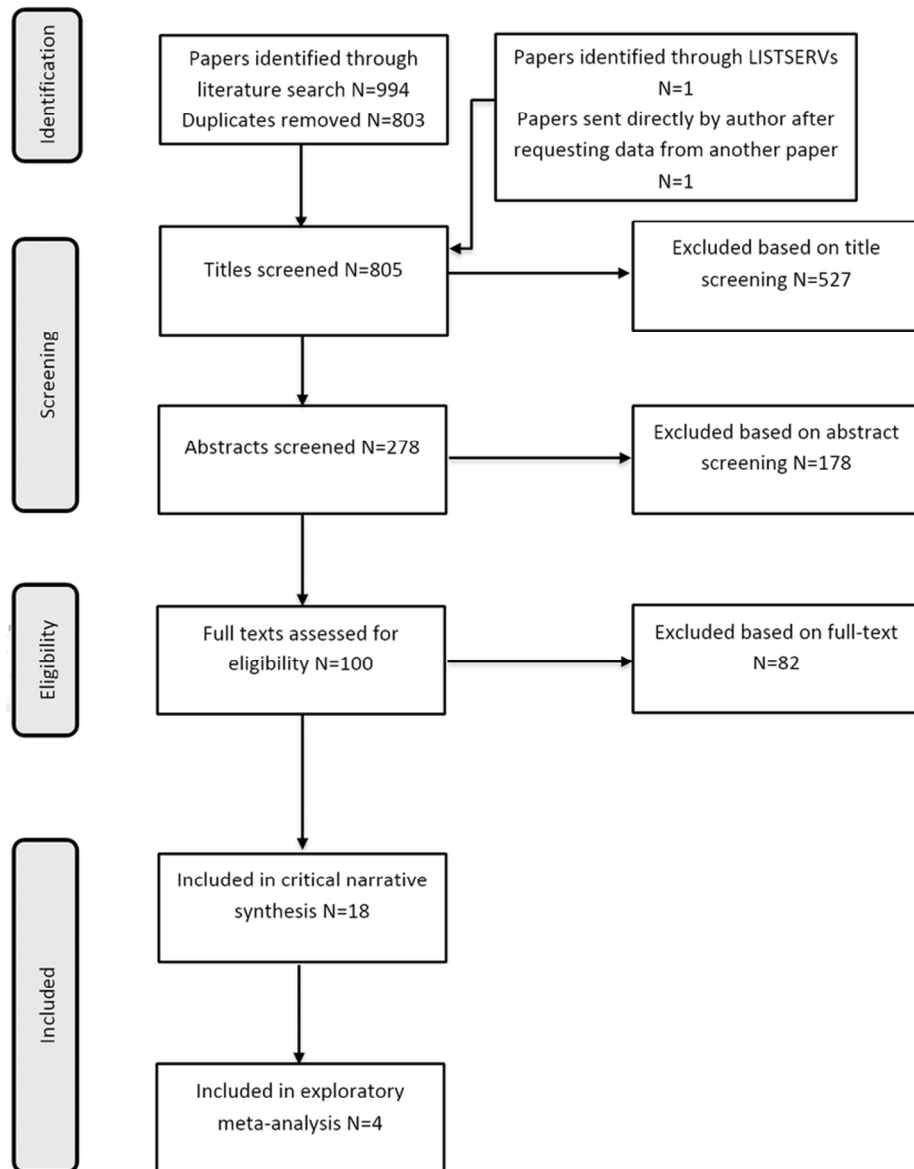 Identification
Papers identified through
literature search N=994
Duplicates removed N=803
Papers identified through LISTSERVs
N=1
Papers sent directly by author after
requesting data from another paper
N=1
Screening
Titles screened N=805
Excluded based on title
screening N=527
Abstracts screened N=278
Excluded based on abstract
screening N=178
Eligibility
Full texts assessed for
eligibility N=100
Excluded based on full-text
N=82
Included
Included in critical narrative
synthesis N=18
Included in exploratory
meta-analysis N=4